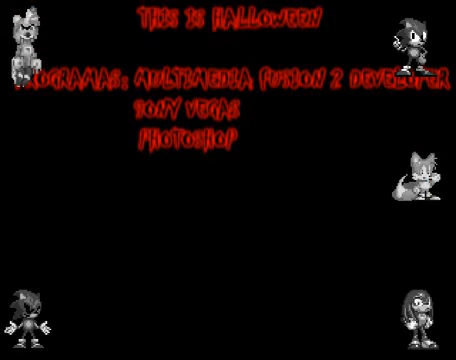 THIS IS HALLOWEEN
PROGRAMAS: MULTIMEDIA FUSION 2 DEVELOPER
SONY VEGAS
PHOTOSHOP